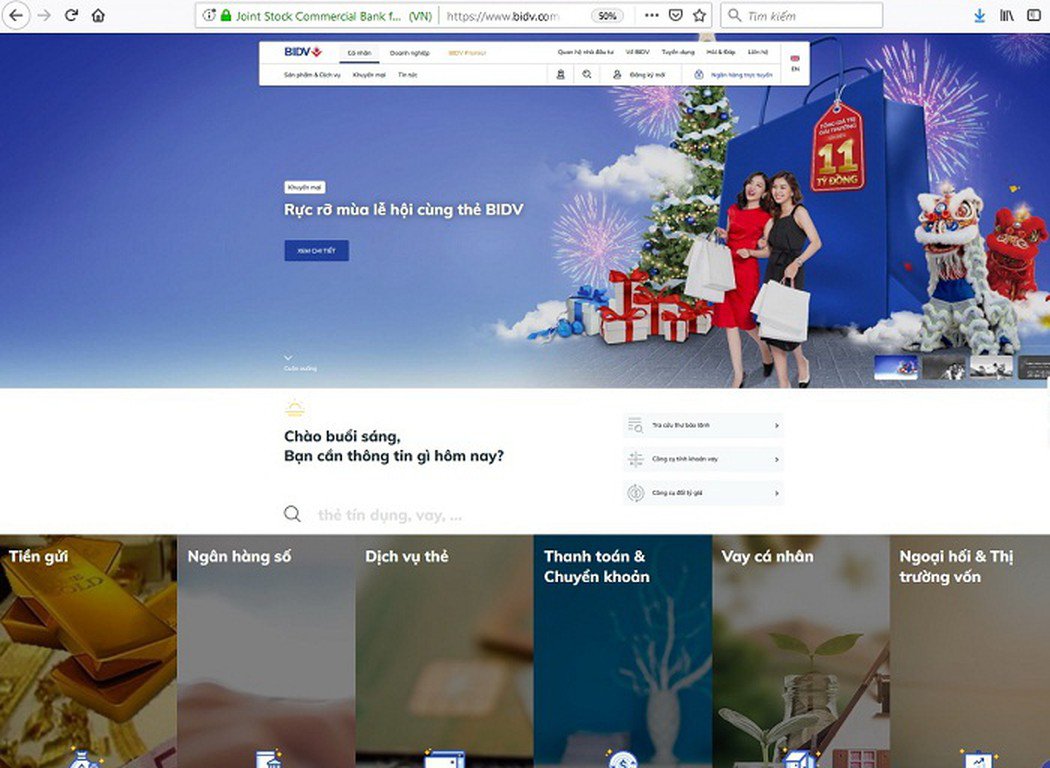 Joint Stock Commercial Bank f... (VN)
https://www.bidv.com
50%
Tìm kiếm
BIDV
Cá nhân
Doanh nghiệp
BIDV Premier
Quan hệ nhà đầu tư
Về BIDV
Tuyển dụng
Hỏi & Đáp
Liên hệ
EN
Sản phẩm & Dịch vụ
Khuyến mại
Tin tức
Đăng ký mới
Ngân hàng trực tuyến
TỔNG GIÁ TRỊ
GIẢI THƯỞNG
11
TỶ ĐỒNG
Khuyến mại
Rực rỡ mùa lễ hội cùng thẻ BIDV
XEM CHI TIẾT
Cuộn xuống
Chào buổi sáng,
Bạn cần thông tin gì hôm nay?
thẻ tín dụng, vay, ...
Tra cứu thư bảo lãnh
Công cụ tính khoản vay
Công cụ đổi tỷ giá
Tiền gửi
Ngân hàng số
Dịch vụ thẻ
Thanh toán &
Chuyển khoản
Vay cá nhân
Ngoại hối & Thị
trường vốn